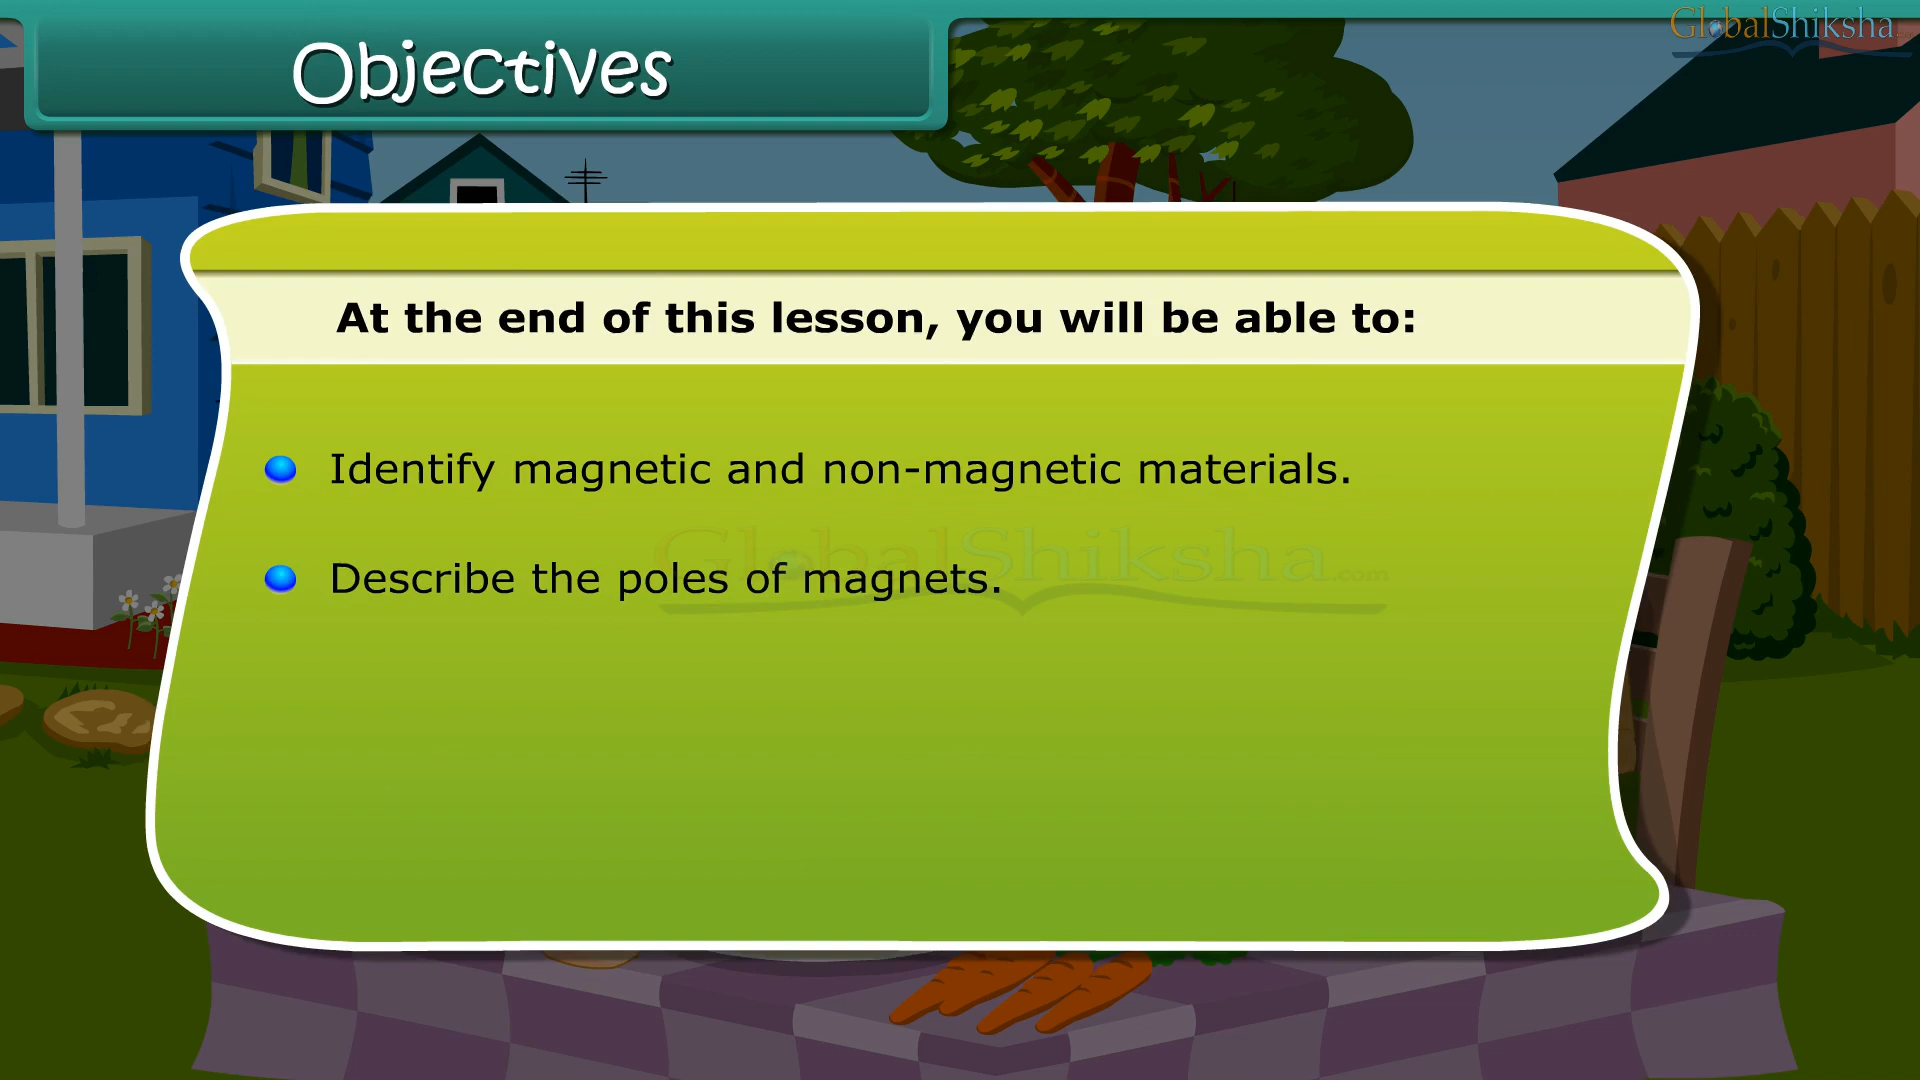 Objectives
GlobalShiksha
At the end of this lesson, you will be able to:
Identify magnetic and non-magnetic materials.
GlobalShiksha.com
Describe the poles of magnets.